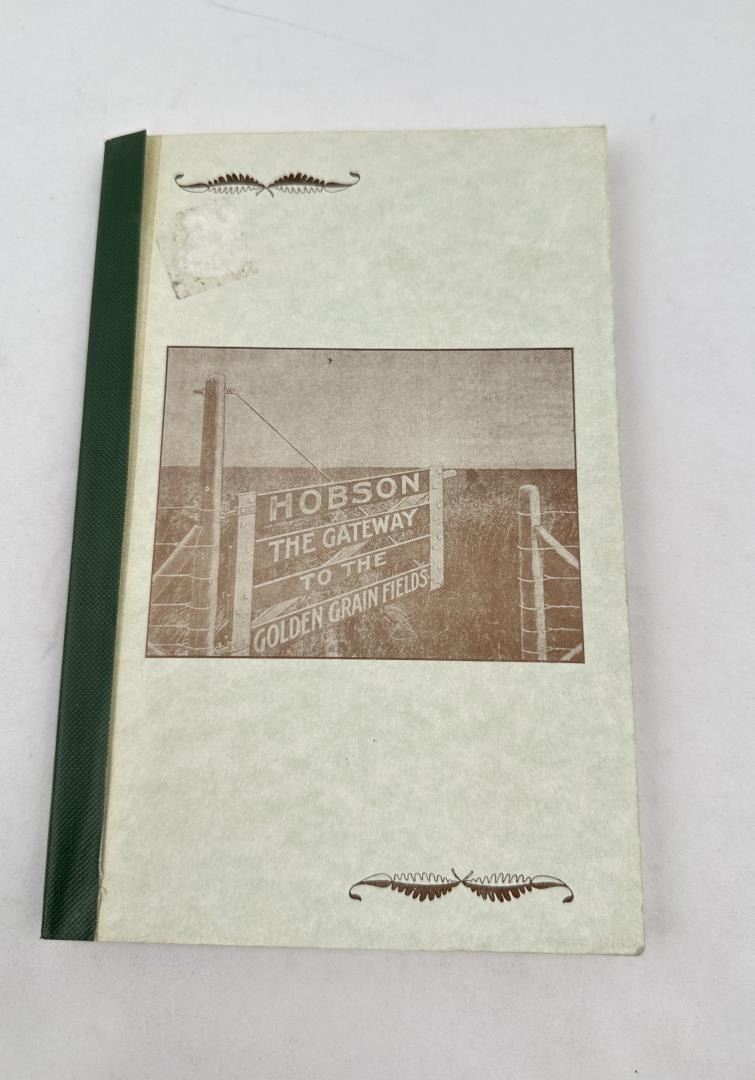 HOBSON
THE GATEWAY
TO THE
GOLDEN GRAIN FIELDS